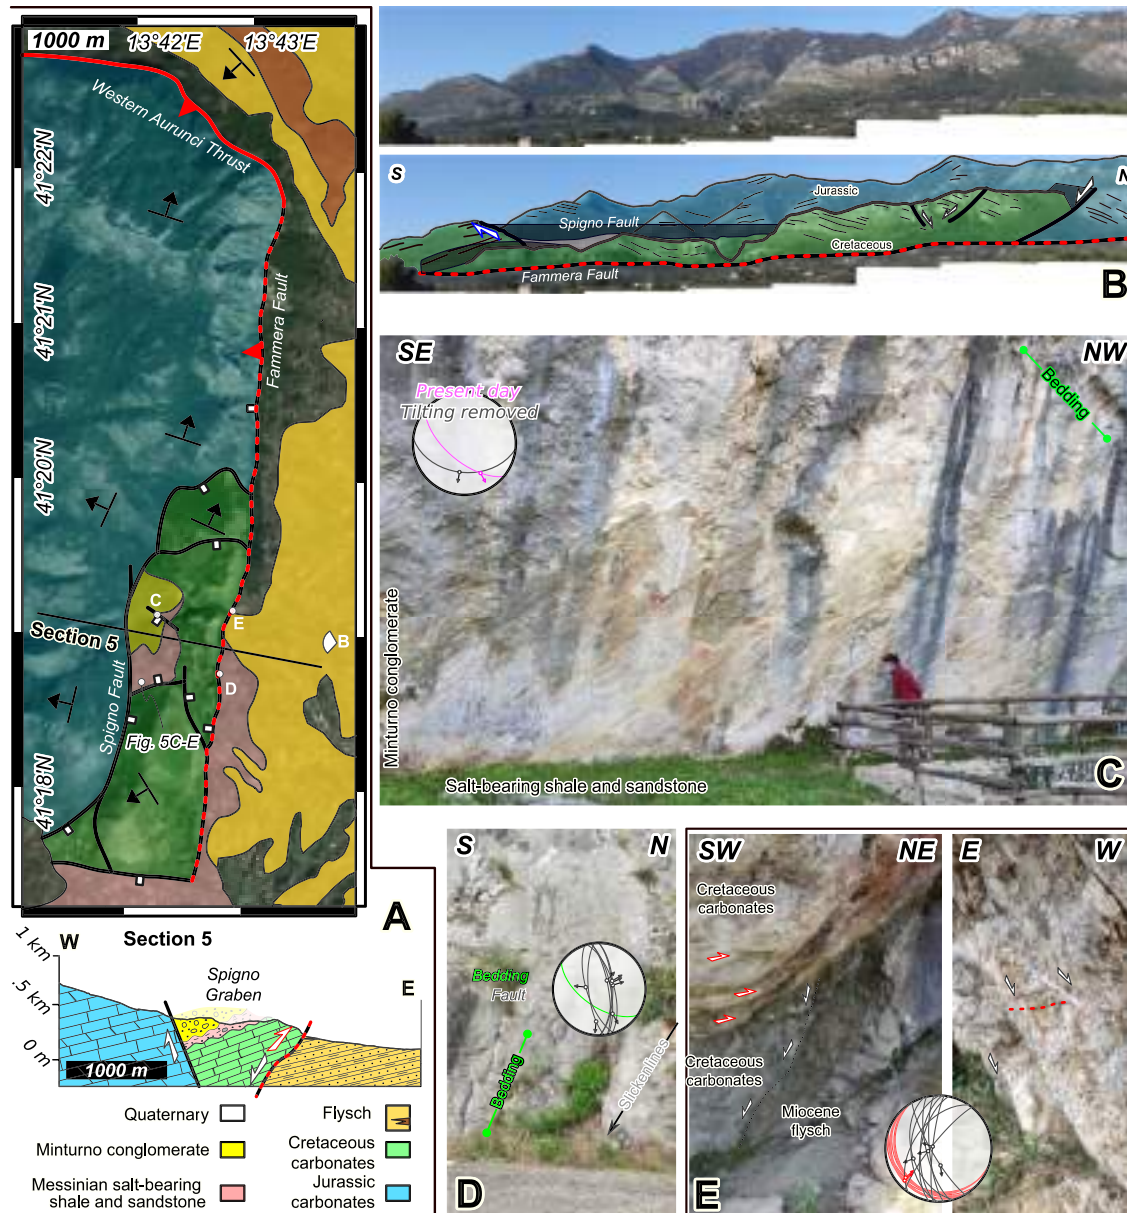 1000 m
13°42'E
13°43'E
Western Aurunci Thrust
41°22'N
41°21'N
Fammera Fault
41°20'N
C
E
B
Section 5
D
Spigno Fault
Fig. 5C-E
41°18'N
A
W
Section 5
E
1 km
.5 km
0 m
Spigno
Graben
1000 m
Quaternary
Flysch
Minturno conglomerate
Cretaceous
carbonates
Messinian salt-bearing
shale and sandstone
Jurassic
carbonates
S
N
Jurassic
Spigno Fault
Cretaceous
Fammera Fault
B
SE
NW
Present day
Tilting removed
Bedding
Minturno conglomerate
Salt-bearing shale and sandstone
C
S
N
Bedding
Fault
Bedding
Slickenlines
D
SW
NE
Cretaceous
carbonates
Cretaceous
carbonates
Miocene
flysch
E
W
E